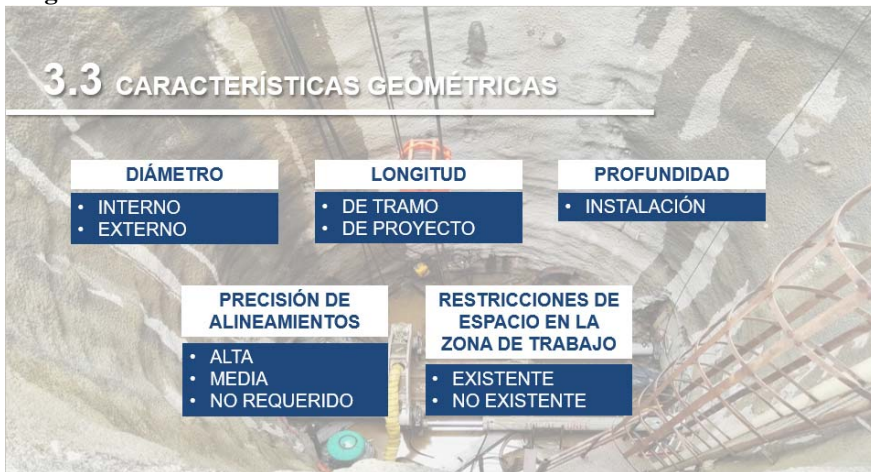 3.3 CARACTERÍSTICAS GEOMÉTRICAS
DIÁMETRO
• INTERNO
• EXTERNO
LONGITUD
• DE TRAMO
• DE PROYECTO
PROFUNDIDAD
• INSTALACIÓN
PRECISIÓN DE
ALINEAMIENTOS
• ALTA
• MEDIA
• NO REQUERIDO
RESTRICCIONES DE
ESPACIO EN LA
ZONA DE TRABAJO
• EXISTENTE
• NO EXISTENTE